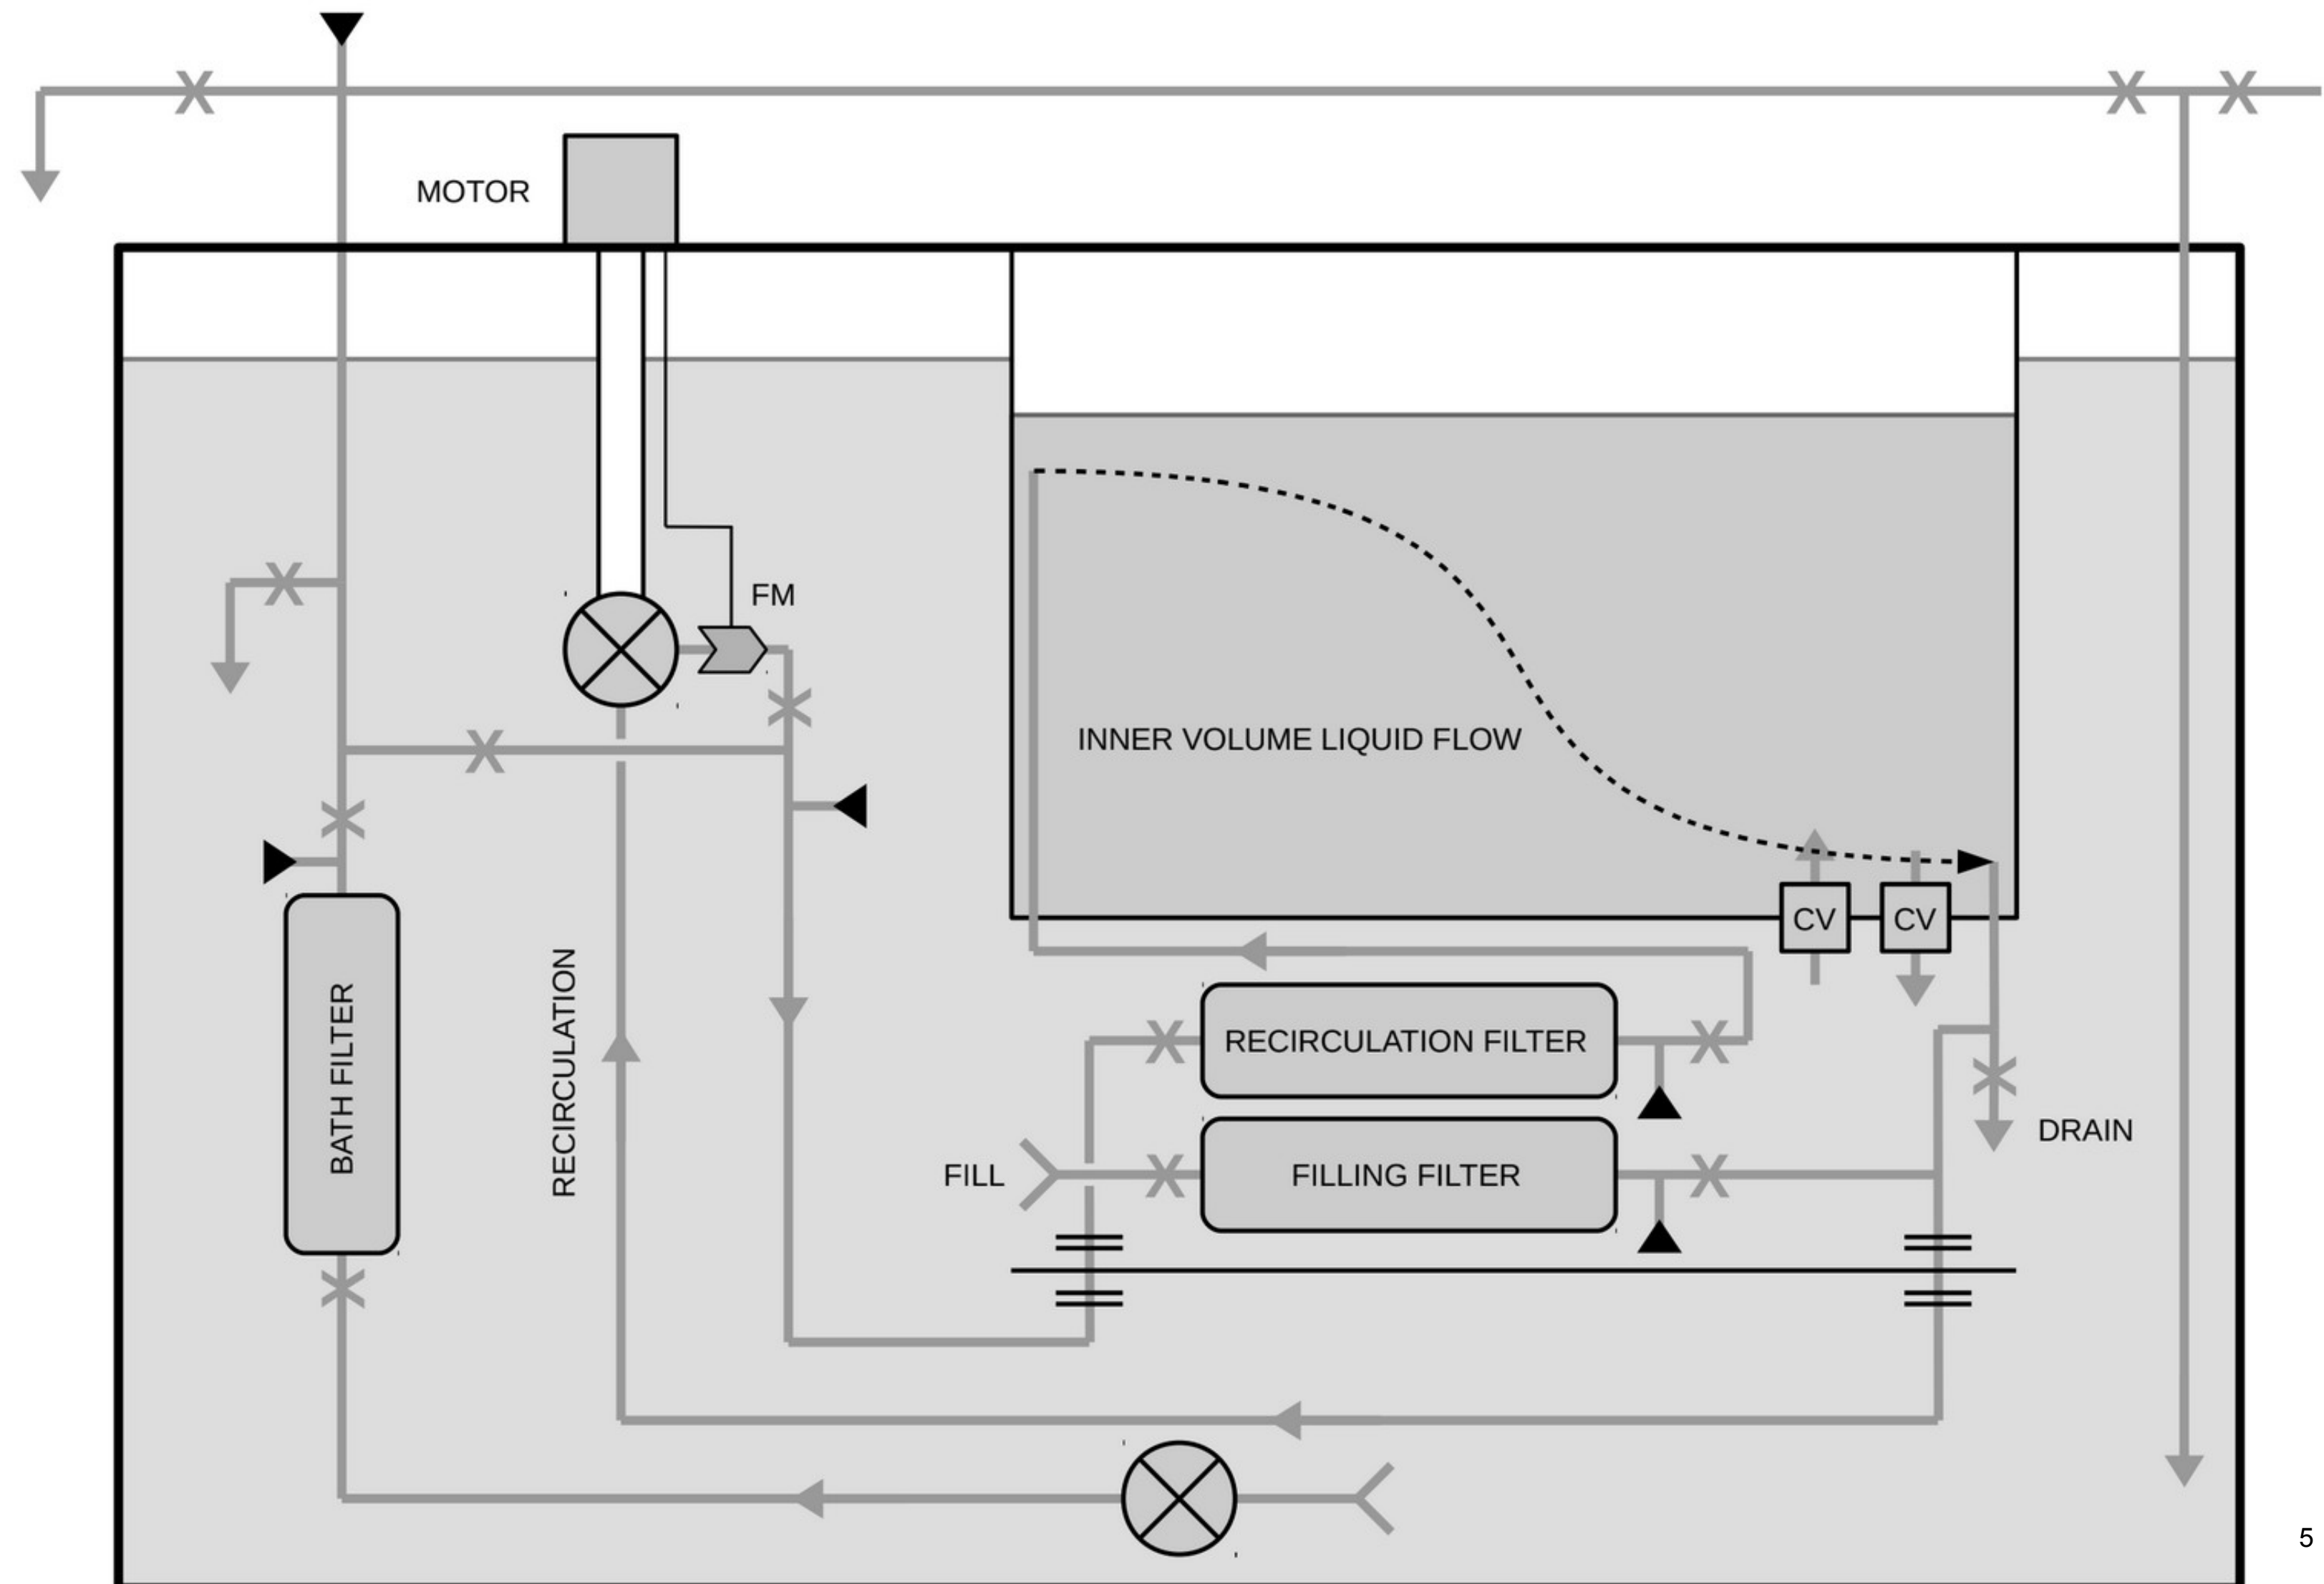 MOTOR
FM
INNER VOLUME LIQUID FLOW
CV
CV
BATH FILTER
RECIRCULATION
RECIRCULATION FILTER
DRAIN
FILL
FILLING FILTER
5